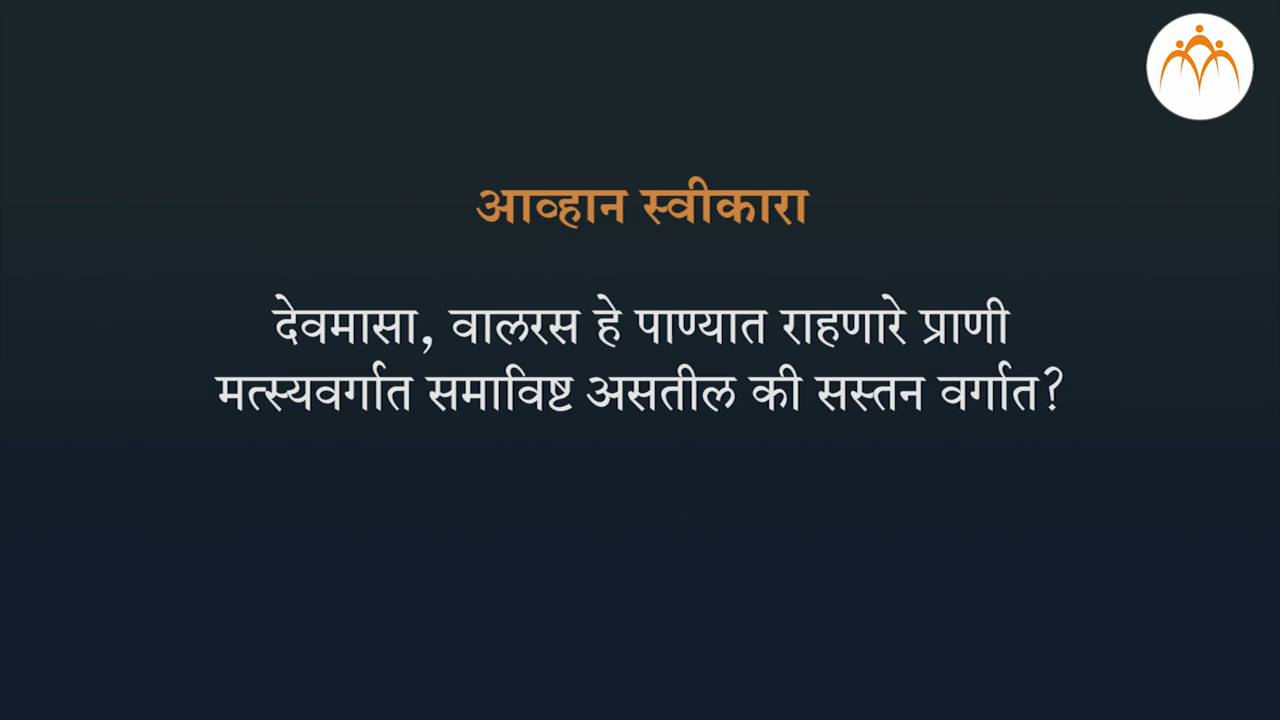 आव्हान स्वीकारा
देवमासा, वालरस हे पाण्यात राहणारे प्राणी
मत्स्यवर्गात समाविष्ट असतील की सस्तन वर्गात?